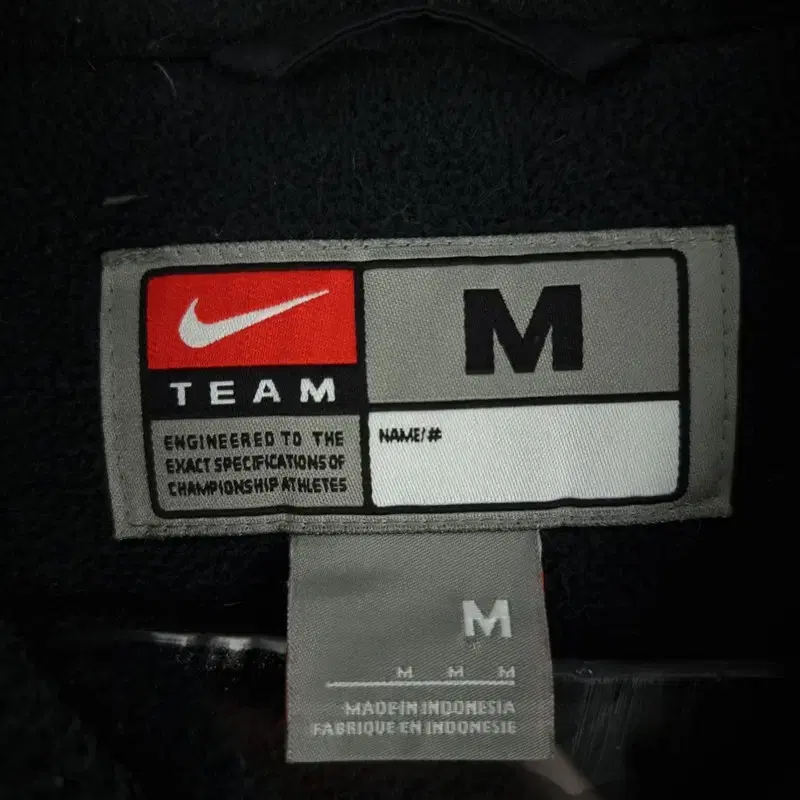 TEAM
ENGINEERED TO THE
EXACT SPECIFICATIONS OF
CHAMPIONSHIP ATHLETES
M
NAME/#
M
M M M
MADE IN INDONESIA
FABRIQUE EN INDONESIE